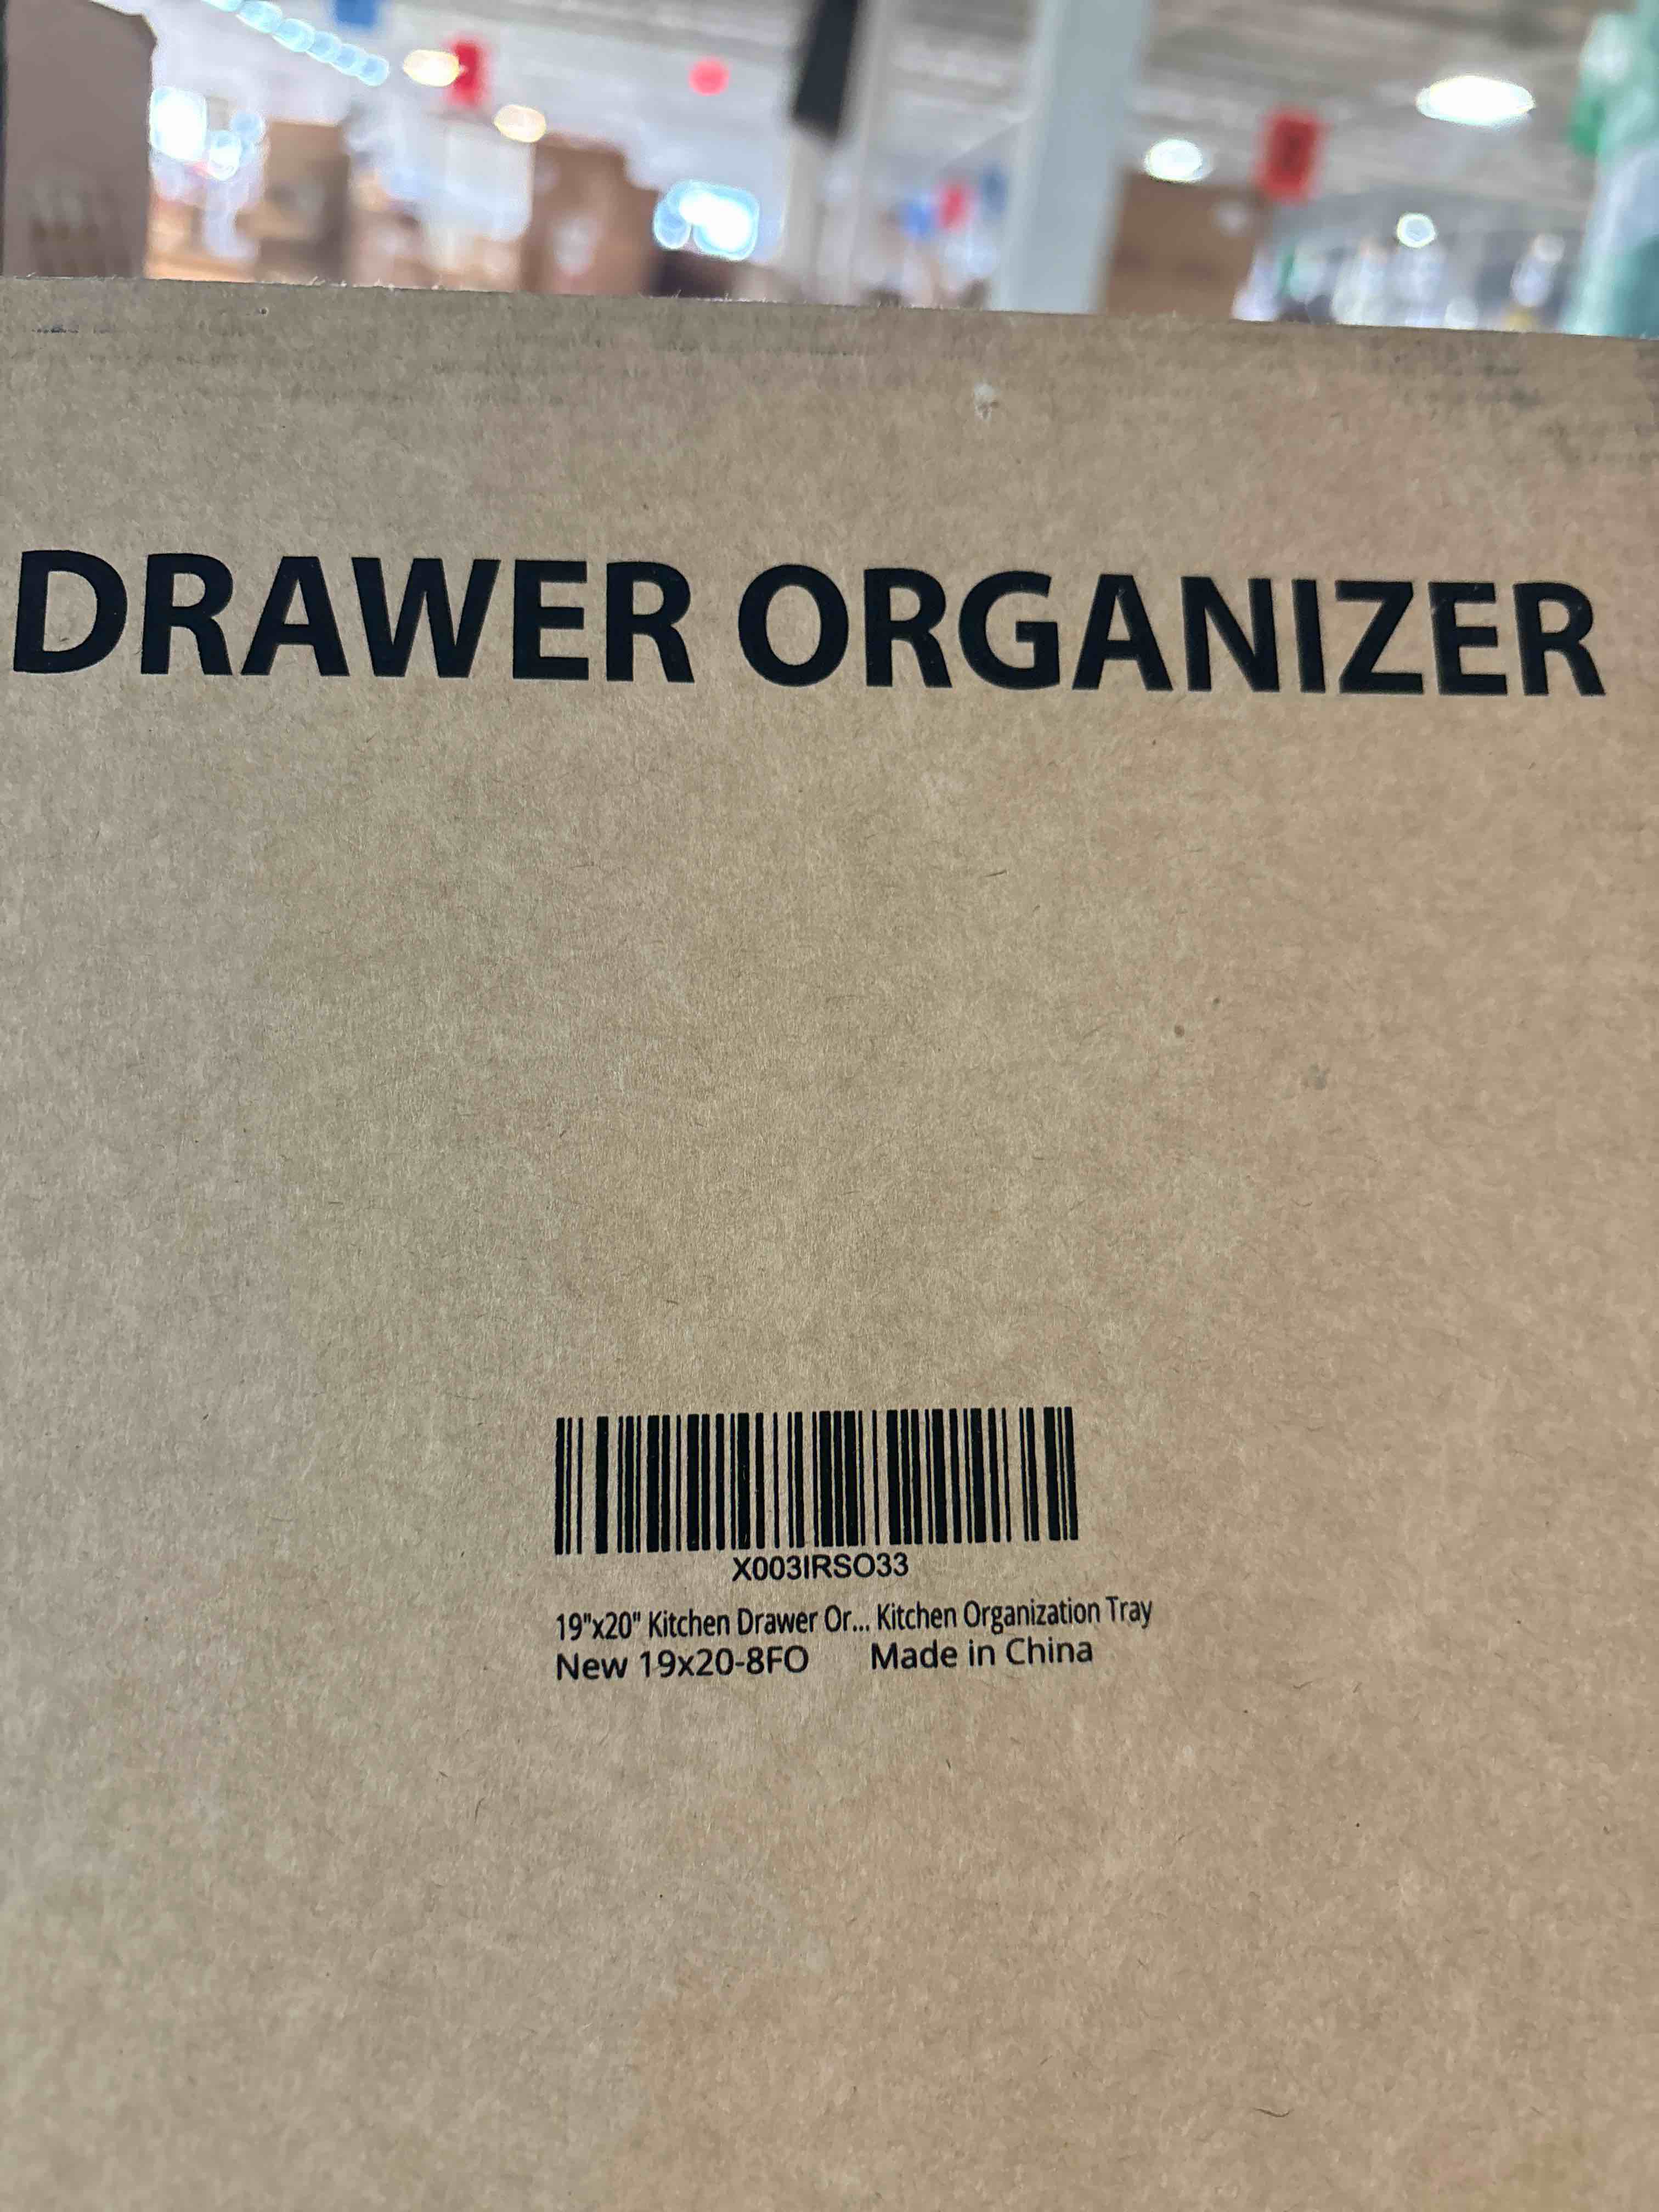 DRAWER ORGANIZER
X003IRSO33
19"x20" Kitchen Drawer Or... Kitchen Organization Tray
New 19x20-8FO Made in China